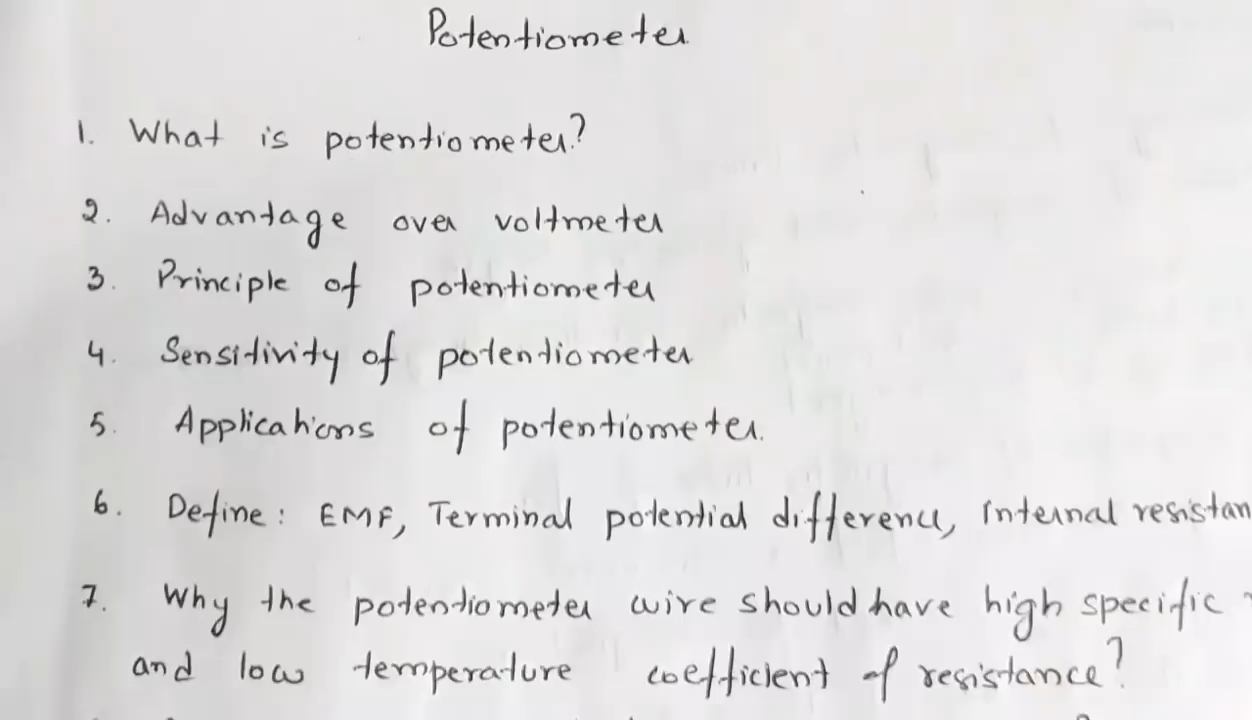 Potentiometer
1. What is potentiometer?
2. Advantage over voltmeter
3. Principle of potentiometer
4. Sensitivity of potentiometer
5. Applications of potentiometer.
6. Define: EMF, Terminal potential difference, internal resistan
7. Why the potentiometer wire should have high specific
and low temperature coefficient of resistance?